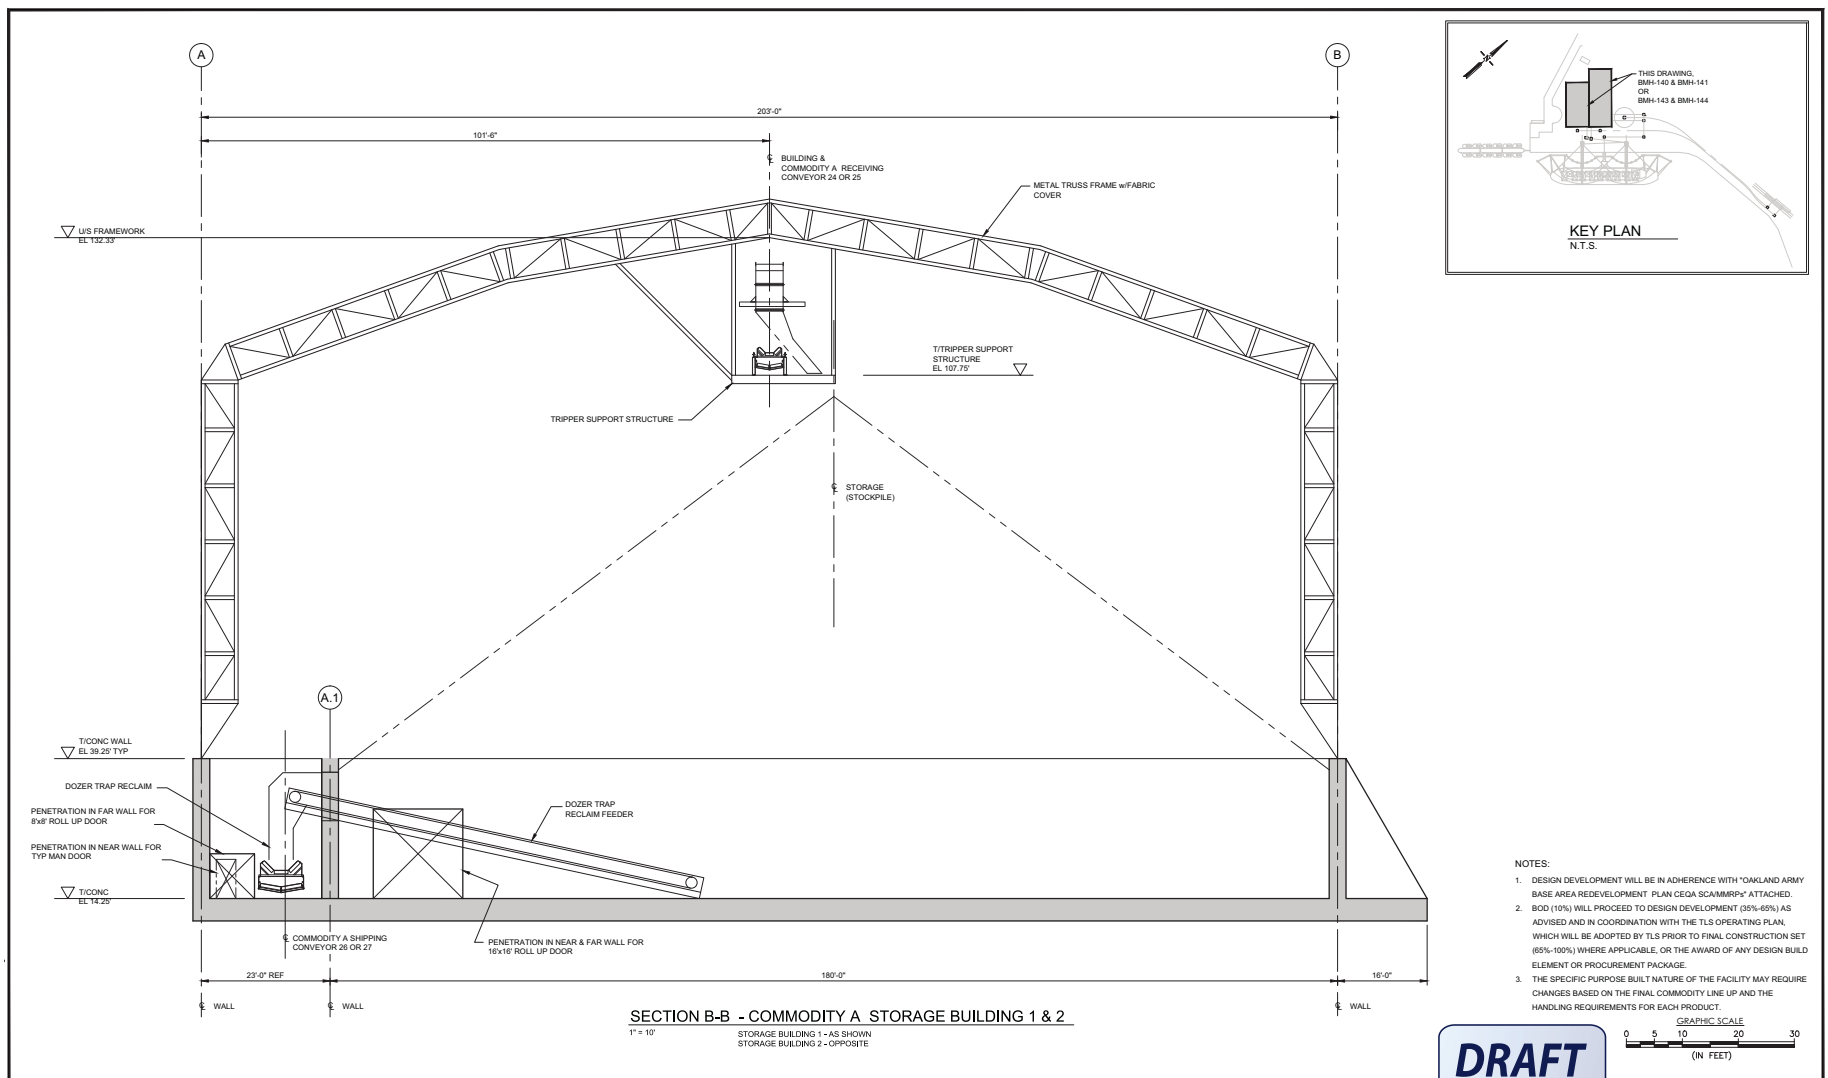 A
B
203'-0"
101'-6"
℄ BUILDING &
COMMODITY A RECEIVING
CONVEYOR 24 OR 25
METAL TRUSS FRAME w/FABRIC
COVER
U/S FRAMEWORK
EL 132.33'
T/TRIPPER SUPPORT
STRUCTURE
EL 107.75'
TRIPPER SUPPORT STRUCTURE
℄ STORAGE
(STOCKPILE)
A.1
T/CONC WALL
EL 39.25' TYP
DOZER TRAP RECLAIM
PENETRATION IN FAR WALL FOR
8'x8' ROLL UP DOOR
PENETRATION IN NEAR WALL FOR
TYP MAN DOOR
T/CONC
EL 14.25'
DOZER TRAP
RECLAIM FEEDER
℄ COMMODITY A SHIPPING
CONVEYOR 26 OR 27
PENETRATION IN NEAR & FAR WALL FOR
16'x16' ROLL UP DOOR
23'-0" REF
180'-0"
16'-0"
℄ WALL
℄ WALL
℄ WALL
SECTION B-B - COMMODITY A STORAGE BUILDING 1 & 2
1" = 10'
STORAGE BUILDING 1 - AS SHOWN
STORAGE BUILDING 2 - OPPOSITE
THIS DRAWING,
BMH-140 & BMH-141
OR
BMH-143 & BMH-144
KEY PLAN
N.T.S.
NOTES:
1. DESIGN DEVELOPMENT WILL BE IN ADHERENCE WITH "OAKLAND ARMY
BASE AREA REDEVELOPMENT PLAN CEQA SCA/MMRPs" ATTACHED.
2. BOD (10%) WILL PROCEED TO DESIGN DEVELOPMENT (35%-65%) AS
ADVISED AND IN COORDINATION WITH THE TLS OPERATING PLAN,
WHICH WILL BE ADOPTED BY TLS PRIOR TO FINAL CONSTRUCTION SET
(65%-100%) WHERE APPLICABLE, OR THE AWARD OF ANY DESIGN BUILD
ELEMENT OR PROCUREMENT PACKAGE.
3. THE SPECIFIC PURPOSE BUILT NATURE OF THE FACILITY MAY REQUIRE
CHANGES BASED ON THE FINAL COMMODITY LINE UP AND THE
HANDLING REQUIREMENTS FOR EACH PRODUCT.
GRAPHIC SCALE
0 5 10 20 30
(IN FEET)
DRAFT